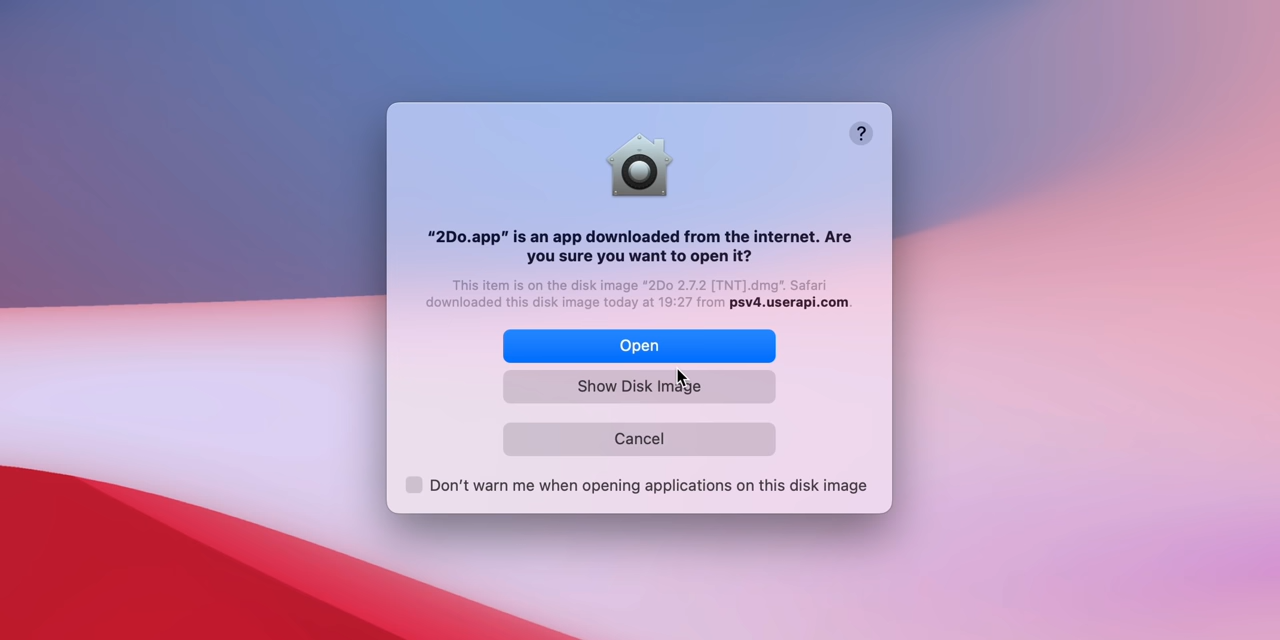 ?
“2Do.app” is an app downloaded from the internet. Are
you sure you want to open it?
This item is on the disk image “2Do 2.7.2 [TNT].dmg”. Safari
downloaded this disk image today at 19:27 from psv4.userapi.com.
Open
Show Disk Image
Cancel
Don’t warn me when opening applications on this disk image